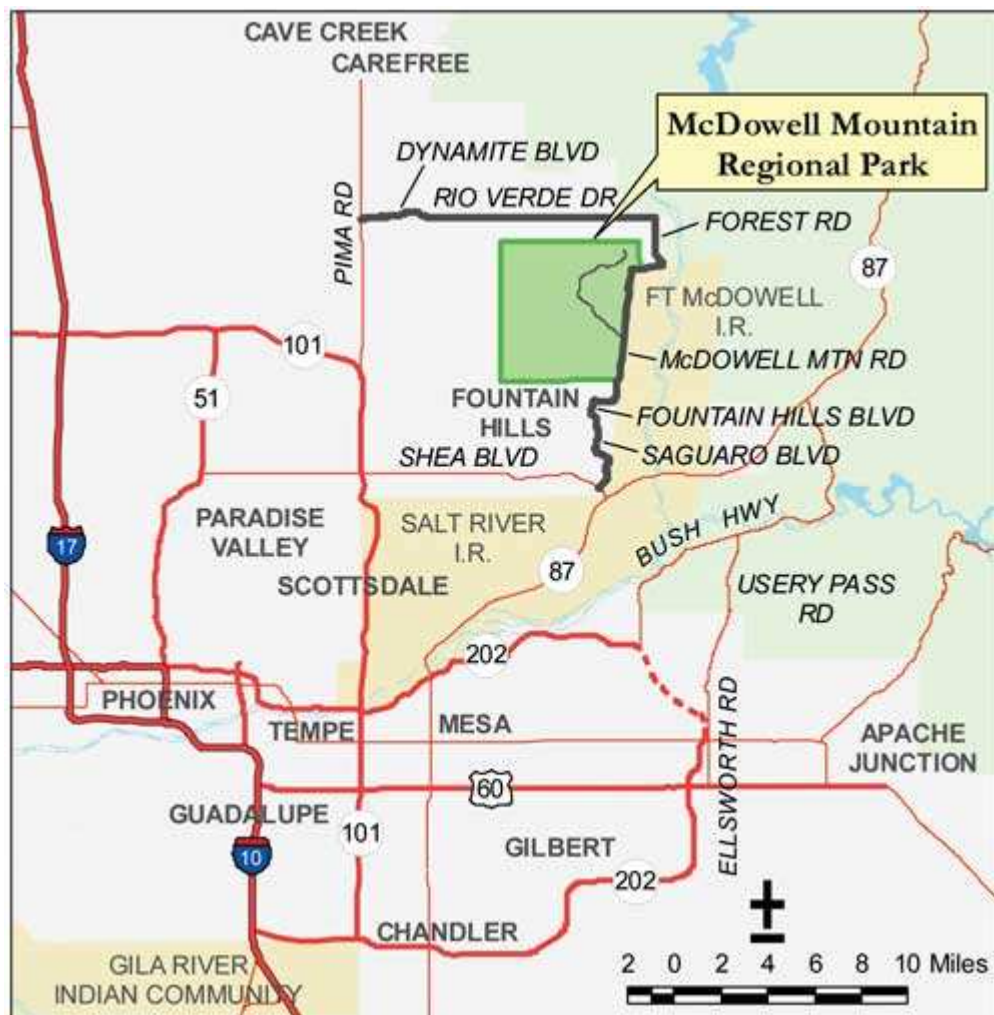 CAVE CREEK
CAREFREE
McDowell Mountain
Regional Park
DYNAMITE BLVD
RIO VERDE DR
FOREST RD
PIMA RD
87
FT McDOWELL
I.R.
101
McDOWELL MTN RD
51
FOUNTAIN
HILLS
FOUNTAIN HILLS BLVD
SHEA BLVD
SAGUARO BLVD
PARADISE
VALLEY
SALT RIVER
I.R.
BUSH HWY
17
87
SCOTTSDALE
USERY PASS
RD
202
PHOENIX
TEMPE
MESA
ELLSWORTH RD
APACHE
JUNCTION
60
GUADALUPE
101
GILBERT
10
202
CHANDLER
GILA RIVER
INDIAN COMMUNITY
2 0 2 4 6 8 10 Miles